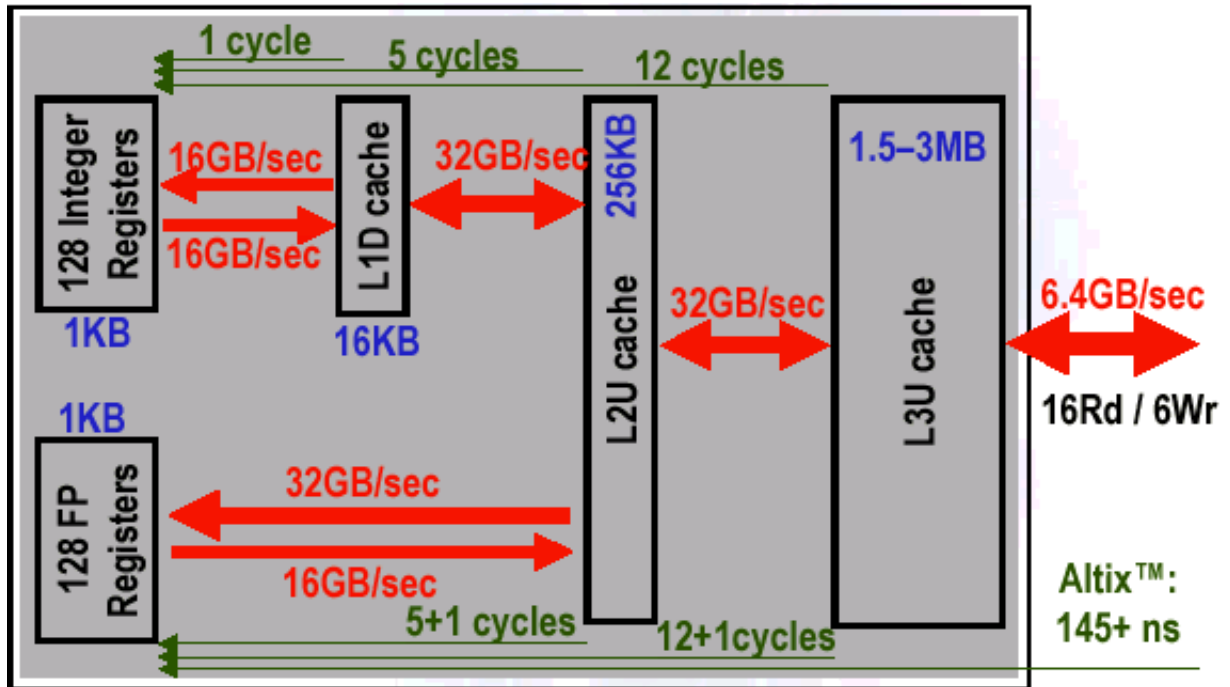 1 cycle
5 cycles
12 cycles
128 Integer
Registers
1KB
16GB/sec
16GB/sec
L1D cache
16KB
32GB/sec
256KB
L2U cache
32GB/sec
1.5–3MB
L3U cache
6.4GB/sec
16Rd / 6Wr
1KB
128 FP
Registers
32GB/sec
16GB/sec
5+1 cycles
12+1cycles
Altix™:
145+ ns